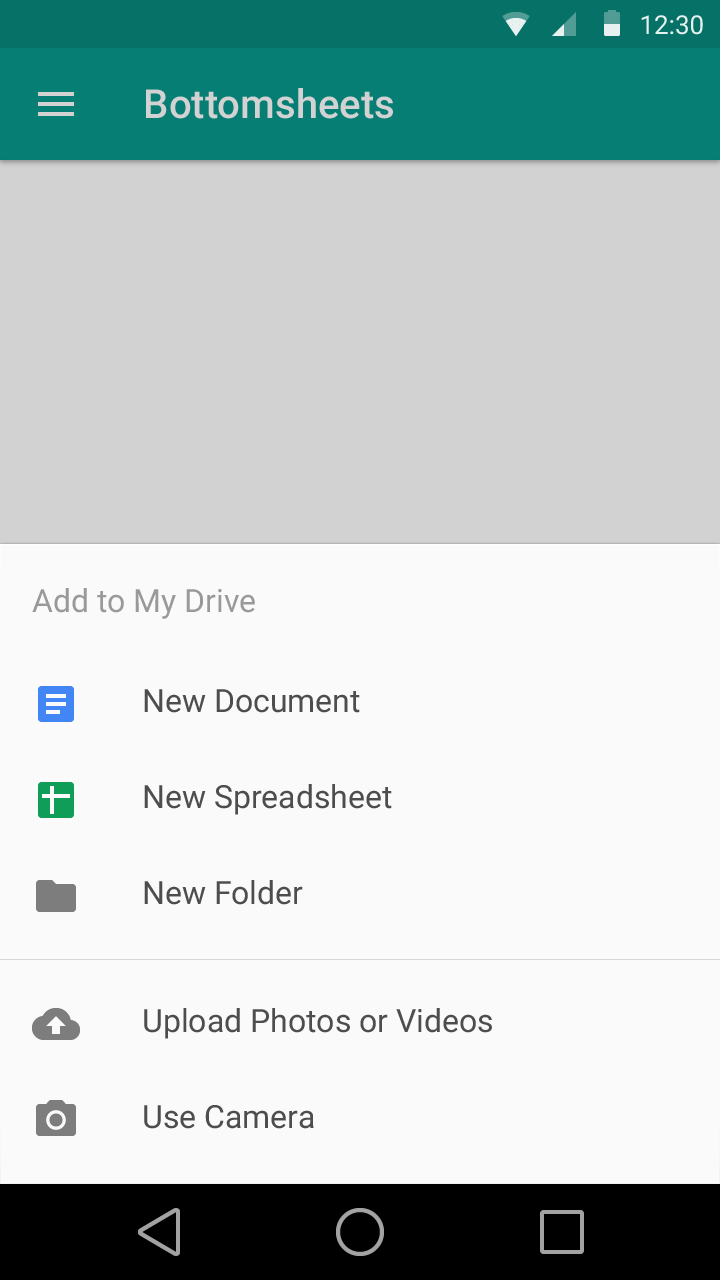 12:30
Bottomsheets
Add to My Drive
New Document
New Spreadsheet
New Folder
Upload Photos or Videos
Use Camera